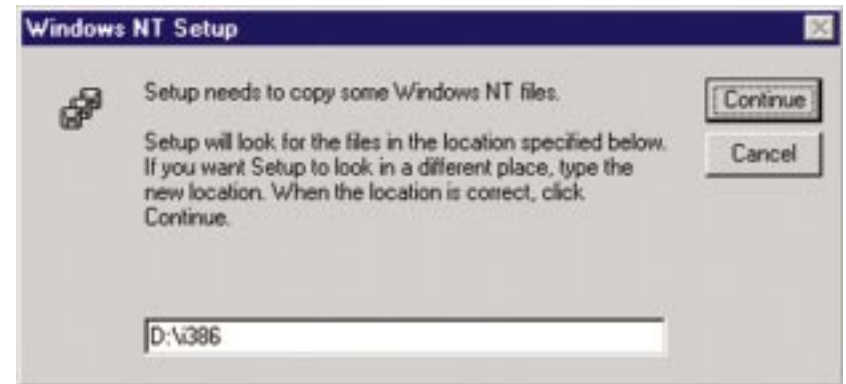 Windows NT Setup
Setup needs to copy some Windows NT files.
Continue
Setup will look for the files in the location specified below.
If you want Setup to look in a different place, type the
new location. When the location is correct, click
Continue.
Cancel
D:\i386